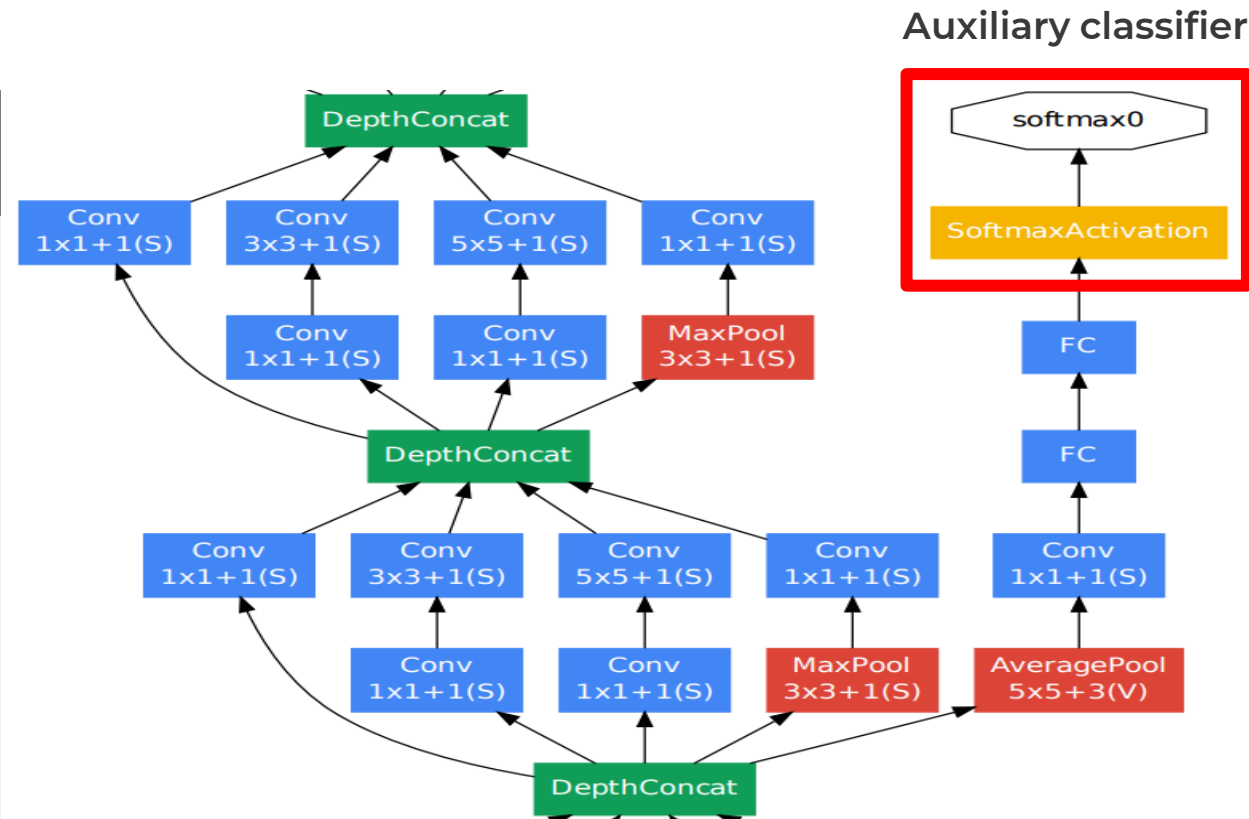 Auxiliary classifier
softmax0
DepthConcat
Conv
1x1+1(S)
Conv
3x3+1(S)
Conv
5x5+1(S)
Conv
1x1+1(S)
SoftmaxActivation
Conv
1x1+1(S)
Conv
1x1+1(S)
MaxPool
3x3+1(S)
FC
DepthConcat
FC
Conv
1x1+1(S)
Conv
3x3+1(S)
Conv
5x5+1(S)
Conv
1x1+1(S)
Conv
1x1+1(S)
Conv
1x1+1(S)
Conv
1x1+1(S)
MaxPool
3x3+1(S)
AveragePool
5x5+3(V)
DepthConcat